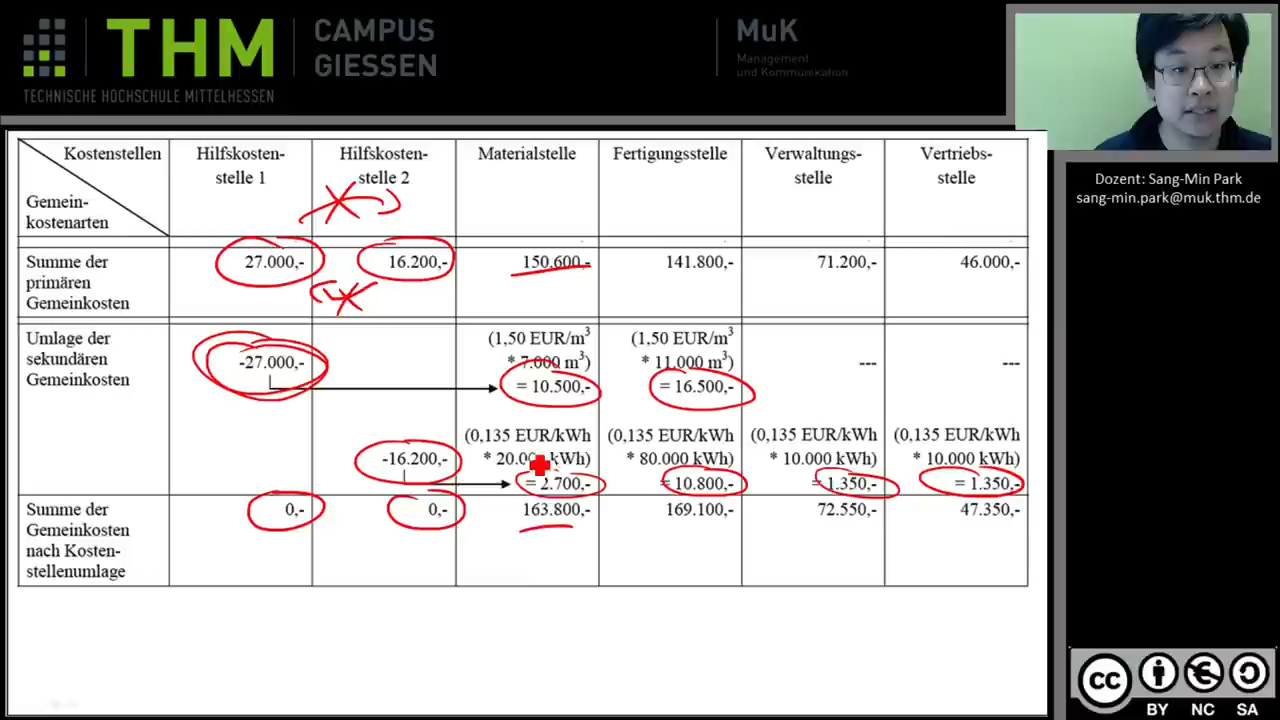 THM
CAMPUS
GIESSEN
TECHNISCHE HOCHSCHULE MITTELHESSEN
MuK
Management
und Kommunikation
Dozent: Sang-Min Park
sang-min.park@muk.thm.de
Kostenstellen
Gemein-
kostenarten
Hilfskosten-
stelle 1
Hilfskosten-
stelle 2
Materialstelle
Fertigungsstelle
Verwaltungs-
stelle
Vertriebs-
stelle
Summe der
primären
Gemeinkosten
27.000,-
16.200,-
150.600,-
141.800,-
71.200,-
46.000,-
Umlage der
sekundären
Gemeinkosten
-27.000,-
(1,50 EUR/m³
* 7.000 m³)
= 10.500,-
(1,50 EUR/m³
* 11.000 m³)
= 16.500,-
---
---
-16.200,-
(0,135 EUR/kWh
* 20.00 kWh)
= 2.700,-
(0,135 EUR/kWh
* 80.000 kWh)
= 10.800,-
(0,135 EUR/kWh
* 10.000 kWh)
= 1.350,-
(0,135 EUR/kWh
* 10.000 kWh)
= 1.350,-
Summe der
Gemeinkosten
nach Kosten-
stellenumlage
0,-
0,-
163.800,-
169.100,-
72.550,-
47.350,-
cc
BY NC SA